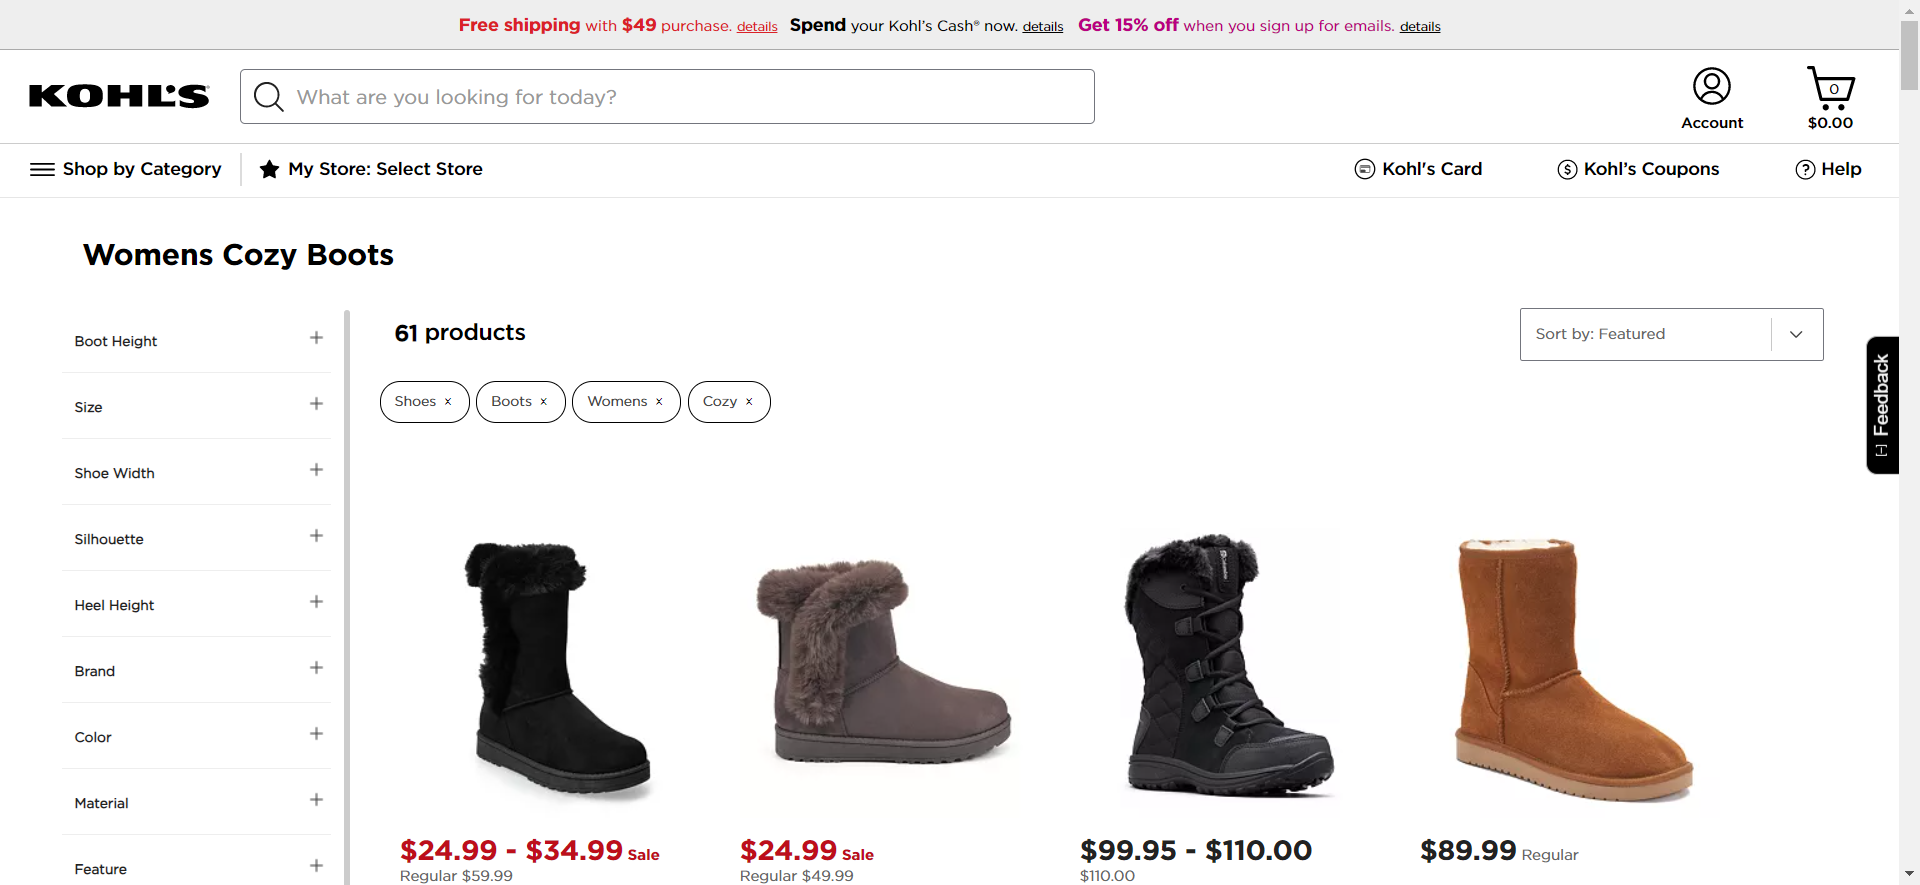 Free shipping with $49 purchase. details Spend your Kohl's Cash® now. details Get 15% off when you sign up for emails. details
KOHL'S
What are you looking for today?
Account
0
$0.00
Shop by Category
My Store: Select Store
Kohl's Card
Kohl's Coupons
Help
Womens Cozy Boots
Boot Height
Size
Shoe Width
Silhouette
Heel Height
Brand
Color
Material
Feature
61 products
Sort by: Featured
Shoes x
Boots x
Womens x
Cozy x
Columbia
$24.99 - $34.99 Sale
Regular $59.99
$24.99 Sale
Regular $49.99
$99.95 - $110.00
$110.00
$89.99 Regular
[-] Feedback